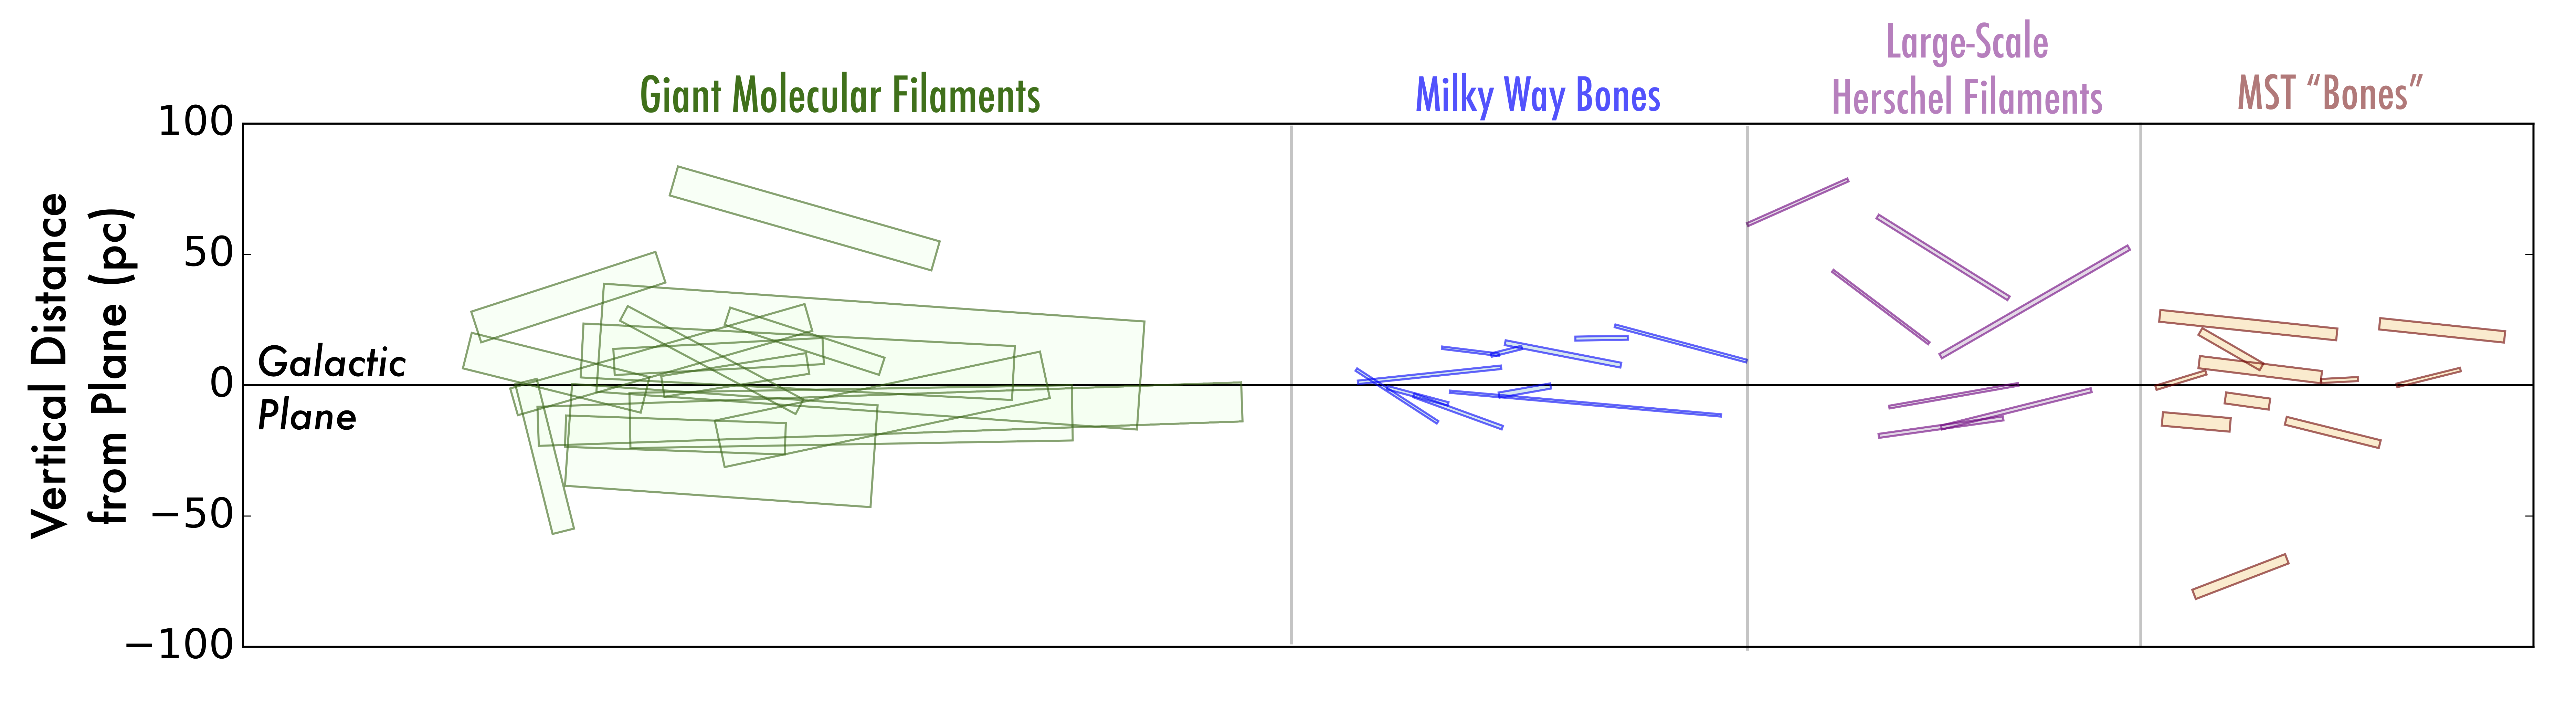 Large-Scale
Giant Molecular Filaments
Milky Way Bones
Herschel Filaments
MST “Bones”
Vertical Distance
from Plane (pc)
100
50
0
−50
−100
Galactic
Plane